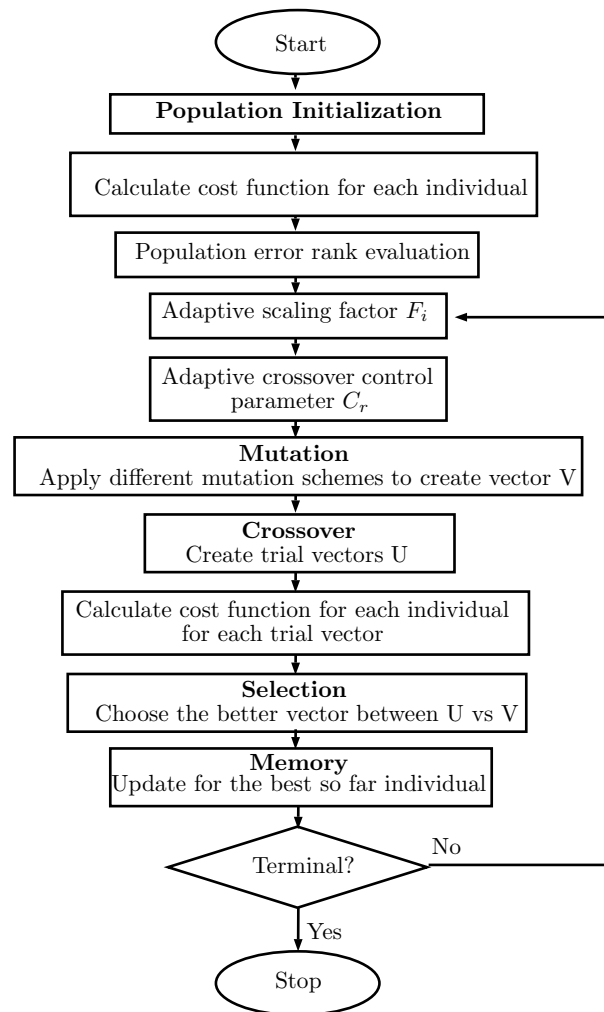 Start
Population Initialization
Calculate cost function for each individual
Population error rank evaluation
Adaptive scaling factor $F_i$
Adaptive crossover control
parameter $C_r$
Mutation
Apply different mutation schemes to create vector V
Crossover
Create trial vectors U
Calculate cost function for each individual
for each trial vector
Selection
Choose the better vector between U vs V
Memory
Update for the best so far individual
Terminal?
No
Yes
Stop